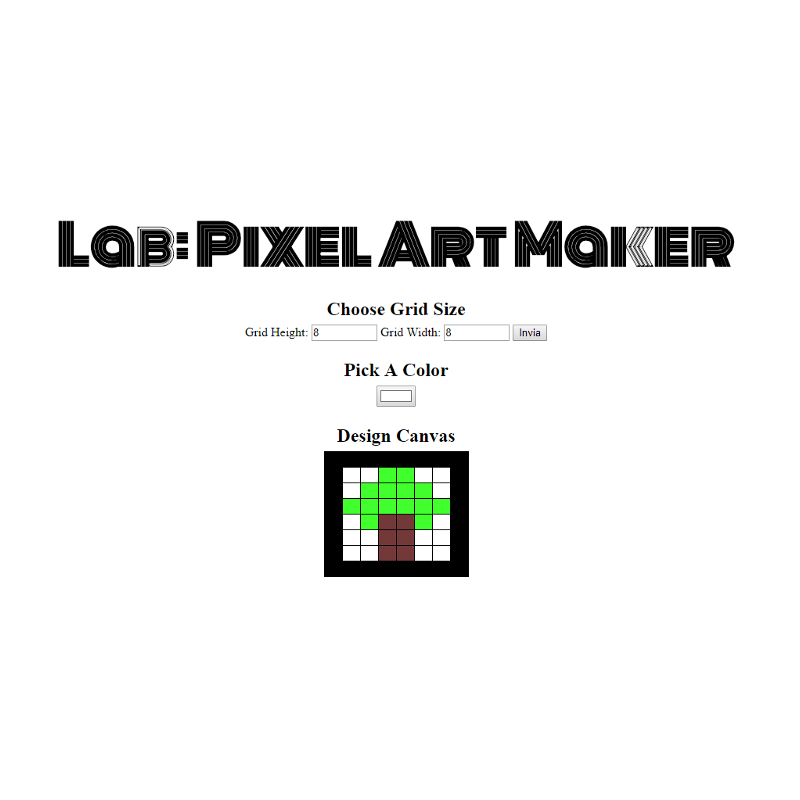 Lab: Pixel Art Maker
Choose Grid Size
Grid Height: 8 Grid Width: 8 Invia
Pick A Color
Design Canvas